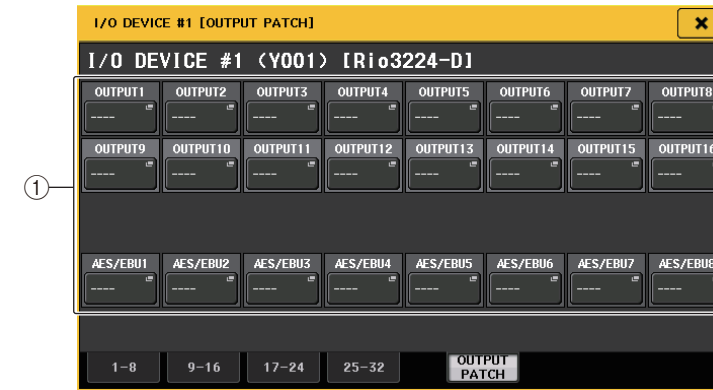 I/O DEVICE #1 [OUTPUT PATCH]
I/O DEVICE #1 (Y001) [Rio3224-D]
OUTPUT1 OUTPUT2 OUTPUT3 OUTPUT4 OUTPUT5 OUTPUT6 OUTPUT7 OUTPUT8
---- ---- ---- ---- ---- ---- ---- ----
OUTPUT9 OUTPUT10 OUTPUT11 OUTPUT12 OUTPUT13 OUTPUT14 OUTPUT15 OUTPUT16
---- ---- ---- ---- ---- ---- ---- ----
①
AES/EBU1 AES/EBU2 AES/EBU3 AES/EBU4 AES/EBU5 AES/EBU6 AES/EBU7 AES/EBU8
---- ---- ---- ---- ---- ---- ---- ----
1-8 9-16 17-24 25-32 OUTPUT
PATCH